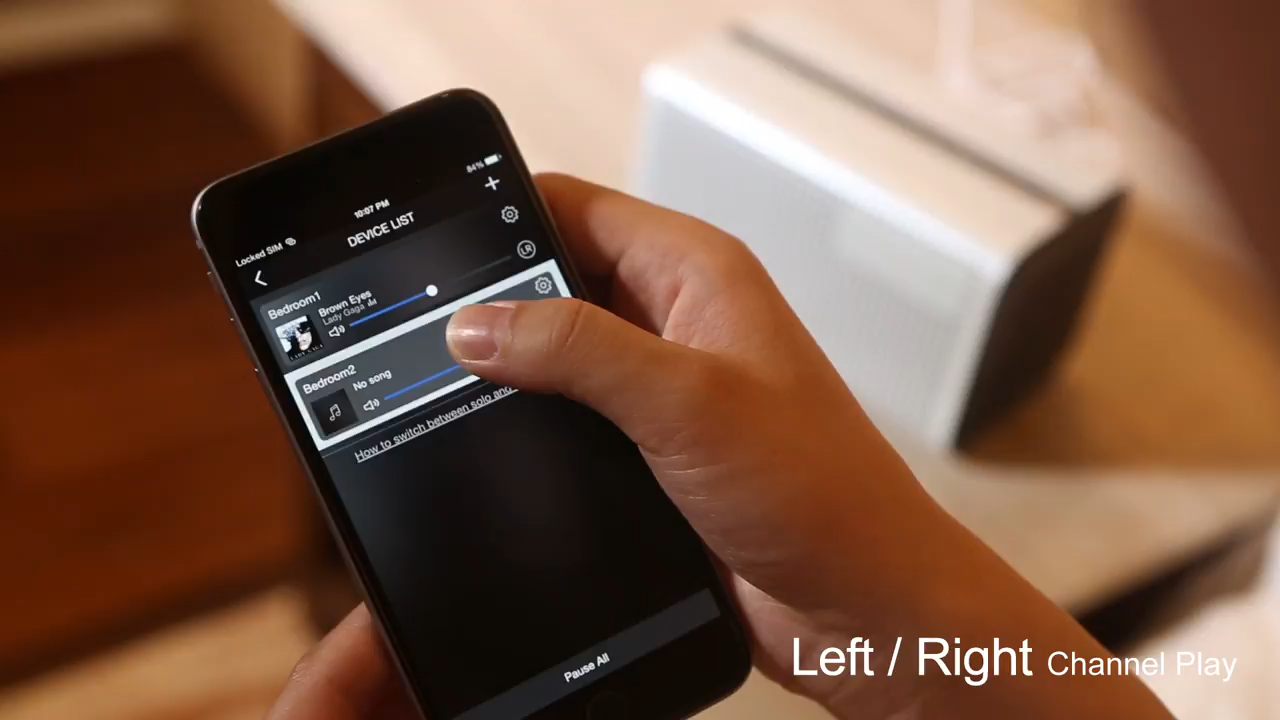 84%
10:07 PM
Locked SIM
DEVICE LIST
LR
Bedroom1
Brown Eyes
Lady Gaga
Bedroom2
No song
How to switch between solo and
Pause All
Left / Right Channel Play